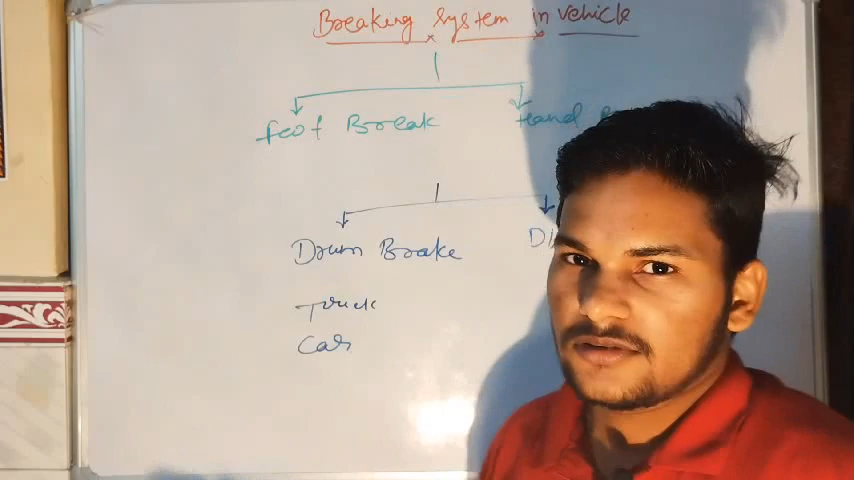 Breaking System in vehicle
foot Break Hand
Drum Brake
Truck
Car